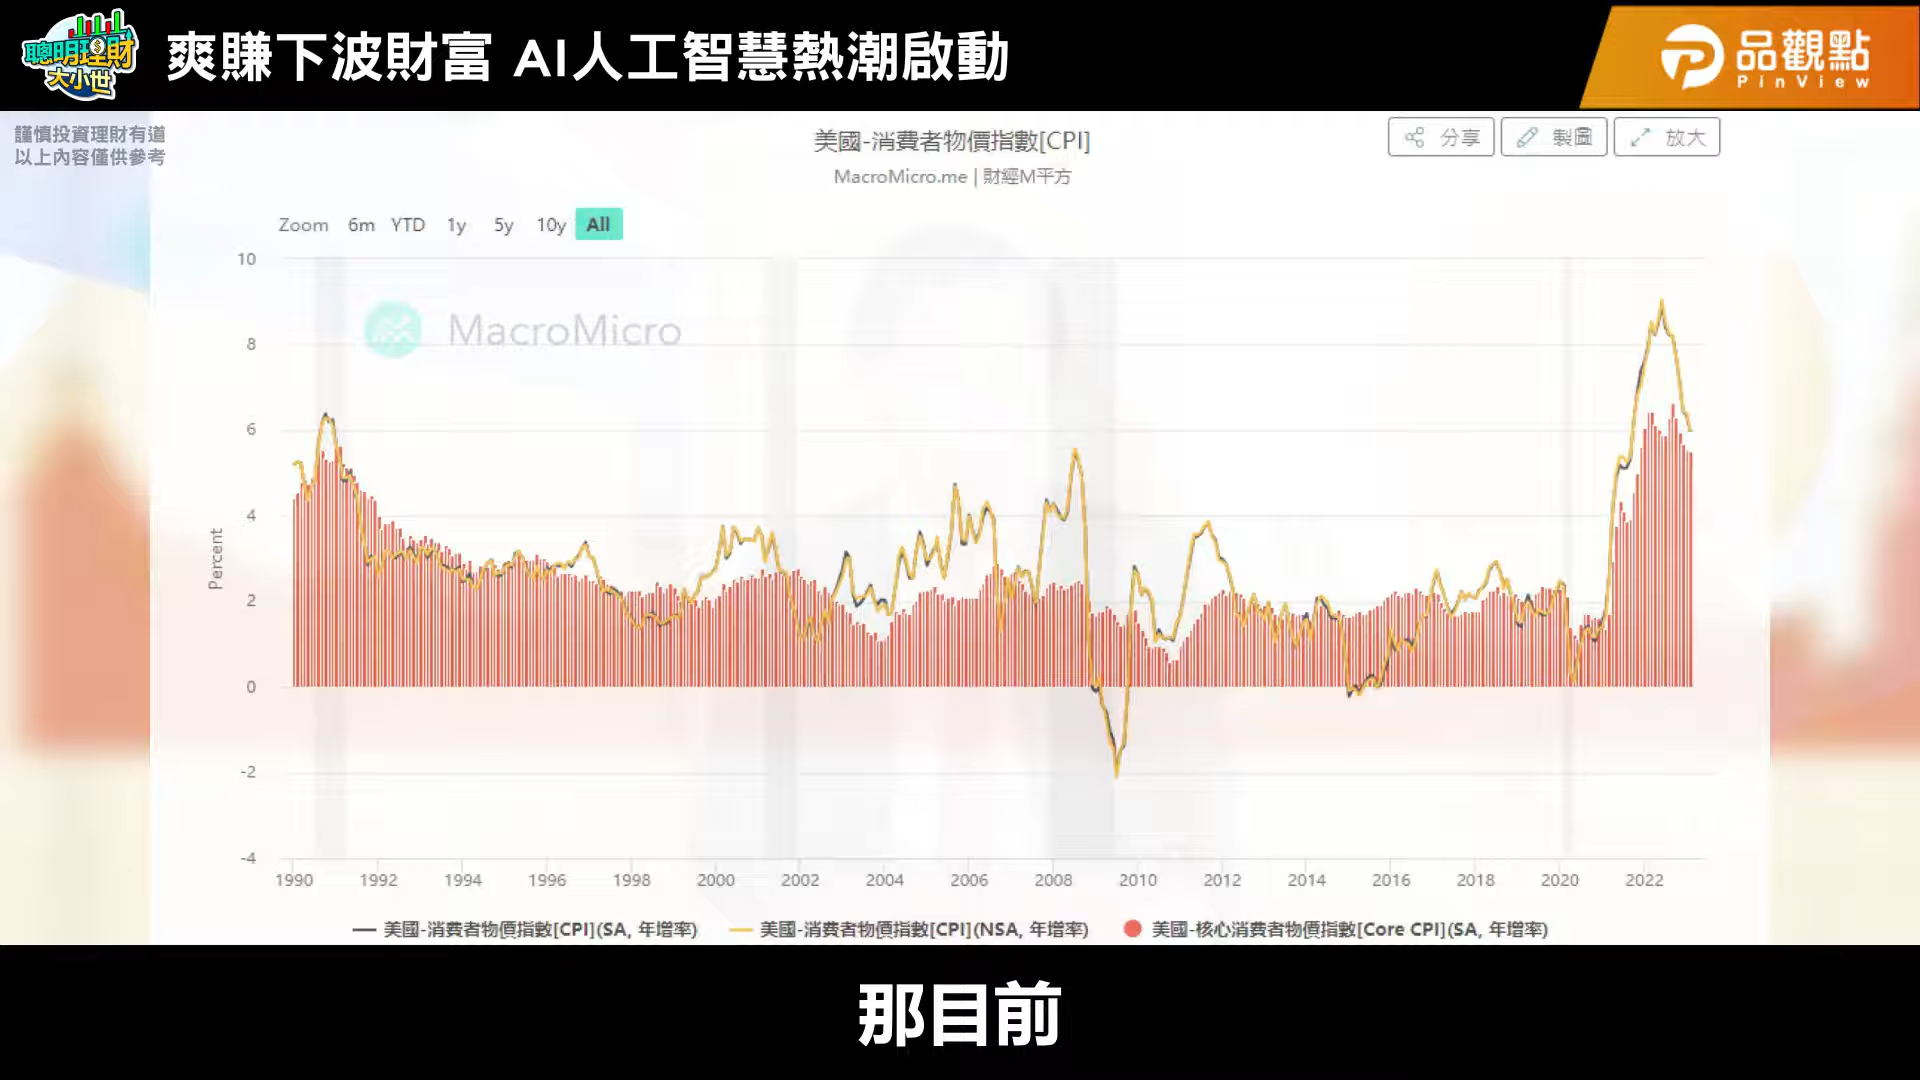 聰明理財
大小世
爽賺下波財富 AI人工智慧熱潮啟動
品觀點
PinView
謹慎投資理財有道
以上內容僅供參考
美國-消費者物價指數[CPI]
MacroMicro.me | 財經M平方
分享
製圖
放大
Zoom 6m YTD 1y 5y 10y All
MacroMicro
Percent
10
8
6
4
2
0
-2
-4
1990 1992 1994 1996 1998 2000 2002 2004 2006 2008 2010 2012 2014 2016 2018 2020 2022
美國-消費者物價指數[CPI](SA, 年增率)
美國-消費者物價指數[CPI](NSA, 年增率)
美國-核心消費者物價指數[Core CPI](SA, 年增率)
那目前